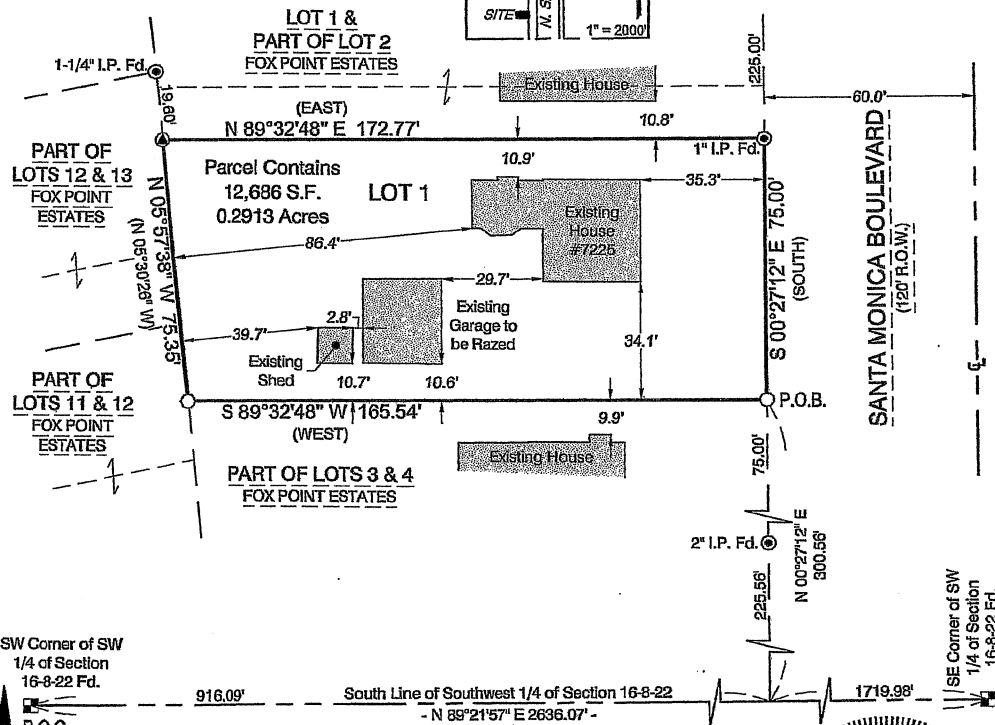 LOT 1 &
PART OF LOT 2
FOX POINT ESTATES
SITE
N. S
1" = 2000'
1-1/4" I.P. Fd.
19.60'
Existing House
225.00'
60.0'
(EAST)
N 89°32'48" E 172.77'
10.8'
1" I.P. Fd.
10.9'
35.3'
PART OF
LOTS 12 & 13
FOX POINT
ESTATES
Parcel Contains
12,686 S.F.
0.2913 Acres
LOT 1
Existing
House
#7225
86.4'
N 05°57'38" W 75.35'
(N 05°30'26" W)
S 00°27'12" E 75.00'
(SOUTH)
SANTA MONICA BOULEVARD
(120' R.O.W.)
29.7'
2.8'
39.7'
Existing
Garage to
be Razed
34.1'
Existing
Shed
10.7'
10.6'
PART OF
LOTS 11 & 12
FOX POINT
ESTATES
S 89°32'48" W 165.54'
(WEST)
9.9'
P.O.B.
℄
Existing House
PART OF LOTS 3 & 4
FOX POINT ESTATES
75.00'
2" I.P. Fd.
N 00°27'12" E
300.56'
225.56'
SW Corner of SW
1/4 of Section
16-8-22 Fd.
SE Corner of SW
1/4 of Section
16-8-22 Fd.
916.09'
South Line of Southwest 1/4 of Section 16-8-22
1719.98'
- N 89°21'57" E 2636.07' -